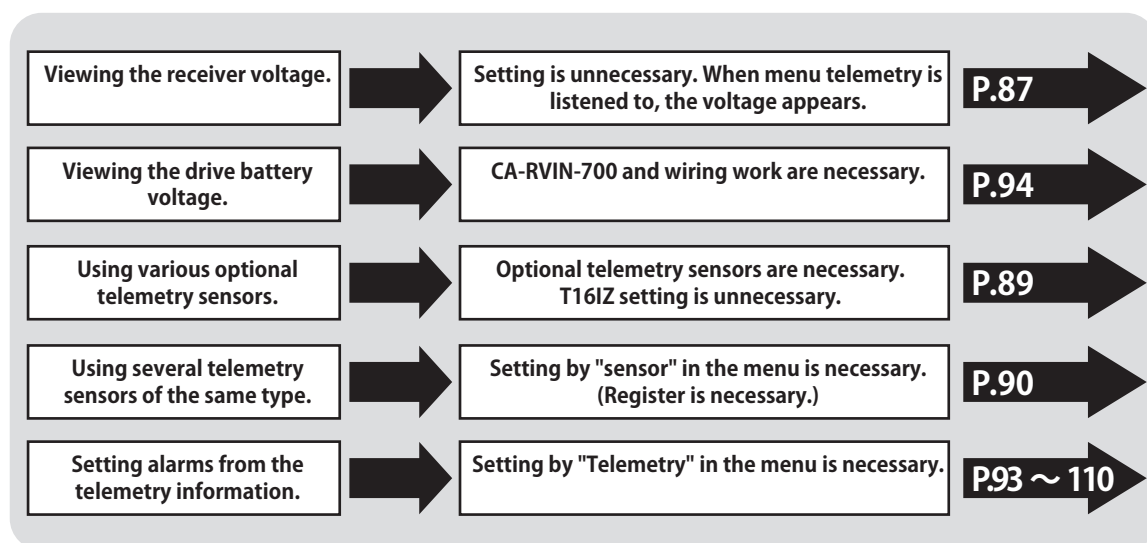 Viewing the receiver voltage.
Setting is unnecessary. When menu telemetry is
listened to, the voltage appears.
P.87
Viewing the drive battery
voltage.
CA-RVIN-700 and wiring work are necessary.
P.94
Using various optional
telemetry sensors.
Optional telemetry sensors are necessary.
T16IZ setting is unnecessary.
P.89
Using several telemetry
sensors of the same type.
Setting by "sensor" in the menu is necessary.
(Register is necessary.)
P.90
Setting alarms from the
telemetry information.
Setting by "Telemetry" in the menu is necessary.
P.93 ～ 110